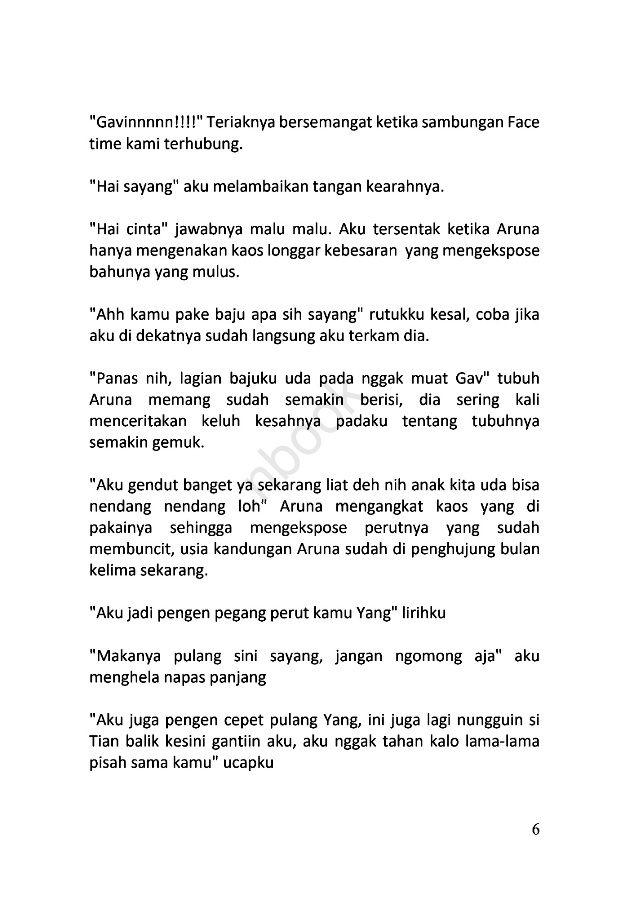 "Gavinnnnn!!!!" Teriaknya bersemangat ketika sambungan Face
time kami terhubung.
"Hai sayang" aku melambaikan tangan kearahnya.
"Hai cinta" jawabnya malu malu. Aku tersentak ketika Aruna
hanya mengenakan kaos longgar kebesaran yang mengekspose
bahunya yang mulus.
"Ahh kamu pake baju apa sih sayang" rutukku kesal, coba jika
aku di dekatnya sudah langsung aku terkam dia.
"Panas nih, lagian bajuku uda pada nggak muat Gav" tubuh
Aruna memang sudah semakin berisi, dia sering kali
menceritakan keluh kesahnya padaku tentang tubuhnya
semakin gemuk.
"Aku gendut banget ya sekarang liat deh nih anak kita uda bisa
nendang nendang loh" Aruna mengangkat kaos yang di
pakainya sehingga mengekspose perutnya yang sudah
membuncit, usia kandungan Aruna sudah di penghujung bulan
kelima sekarang.
"Aku jadi pengen pegang perut kamu Yang" lirihku
"Makanya pulang sini sayang, jangan ngomong aja" aku
menghela napas panjang
"Aku juga pengen cepet pulang Yang, ini juga lagi nungguin si
Tian balik kesini gantiin aku, aku nggak tahan kalo lama-lama
pisah sama kamu" ucapku
6